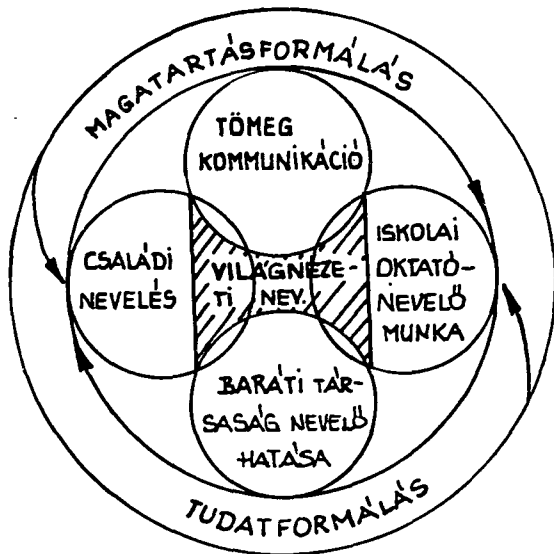 MAGATARTÁSFORMÁLÁS
TÖMEG
KOMMUNIKÁCIÓ
CSALÁDI
NEVELÉS
VILÁGNÉZE-
TI NEV.
ISKOLAI
OKTATÓ-
NEVELŐ
MUNKA
BARÁTI TÁR-
SASÁG NEVELŐ
HATÁSA
TUDATFORMÁLÁS